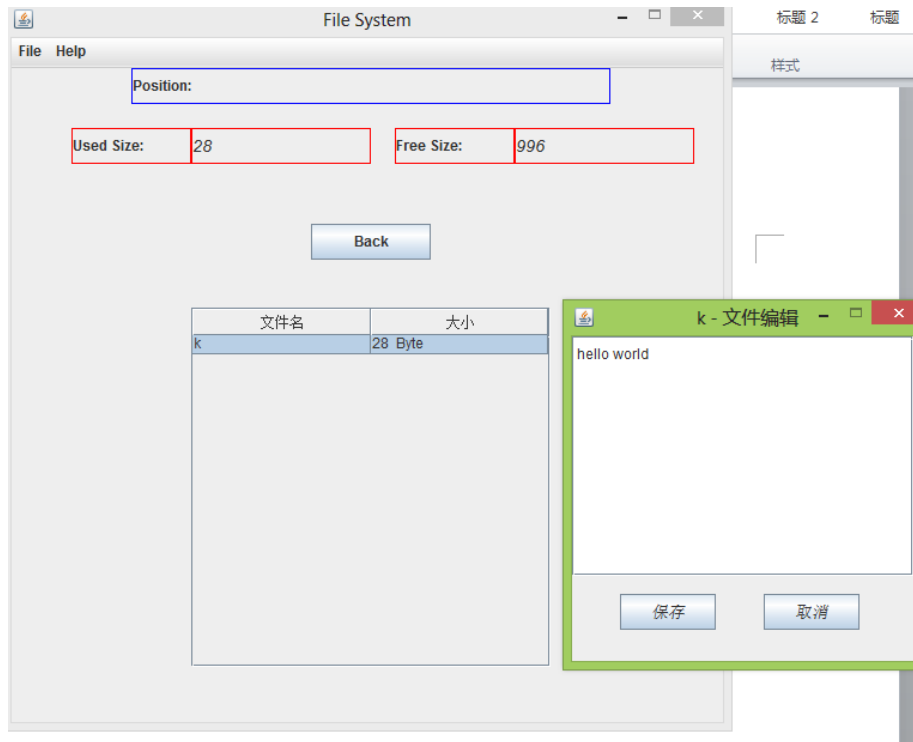 File System
标题 2 标题
File Help
样式
Position:
Used Size: 28 Free Size: 996
Back
文件名 大小
k 28 Byte
k - 文件编辑
hello world
保存 取消